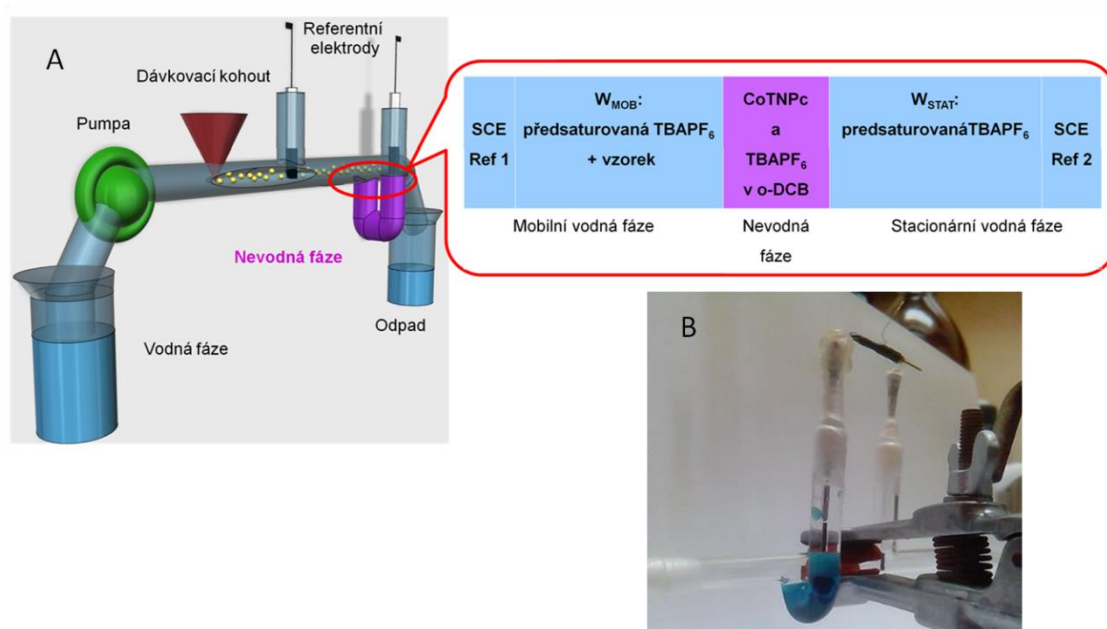 A
Referentní
elektrody
Dávkovací kohout
Pumpa
Nevodná fáze
Odpad
Vodná fáze
SCE
Ref 1
W_MOB:
předsaturovaná TBAPF₆
+ vzorek
CoTNPc
a
TBAPF₆
v o-DCB
W_STAT:
predsaturovanáTBAPF₆
SCE
Ref 2
Mobilní vodná fáze
Nevodná
fáze
Stacionární vodná fáze
B